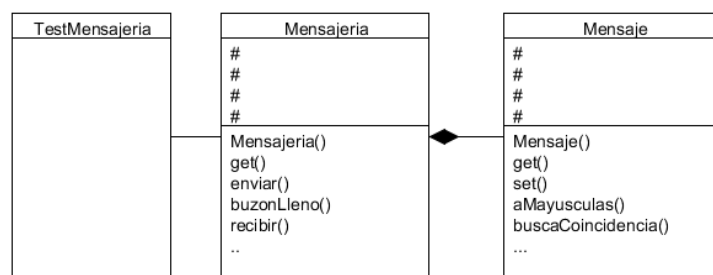 TestMensajeria
Mensajeria
#
#
#
#
Mensajeria()
get()
enviar()
buzonLleno()
recibir()
..
Mensaje
#
#
#
#
Mensaje()
get()
set()
aMayusculas()
buscaCoincidencia()
...